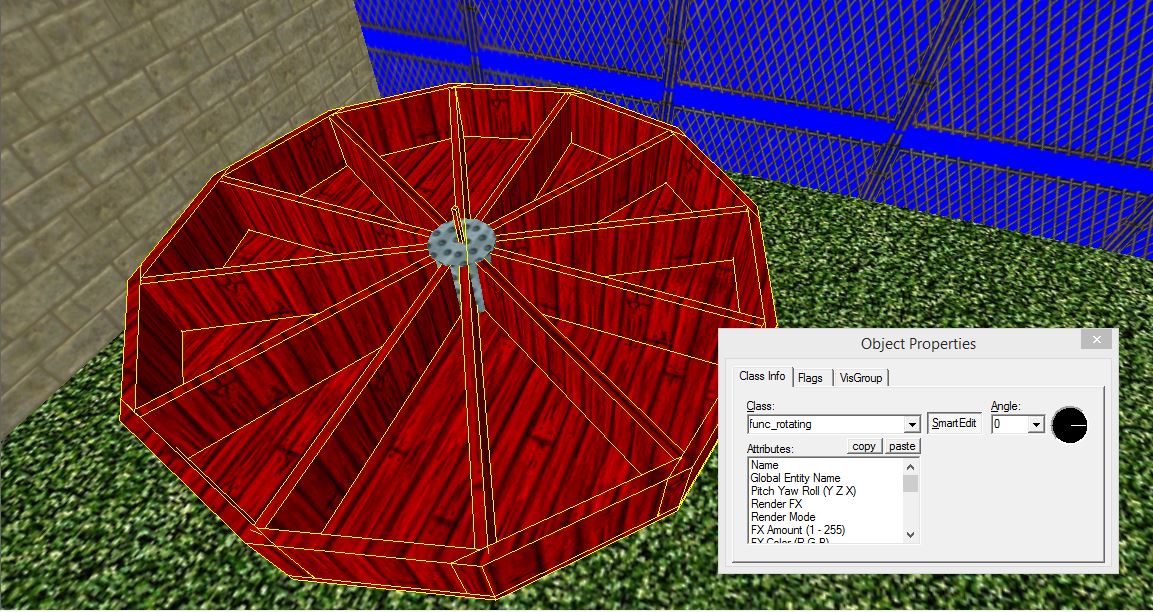 Object Properties
Class Info Flags VisGroup
Class: Angle:
func_rotating SmartEdit 0
Attributes: copy paste
Name
Global Entity Name
Pitch Yaw Roll (Y Z X)
Render FX
Render Mode
FX Amount (1 - 255)
FX Color (R G B)